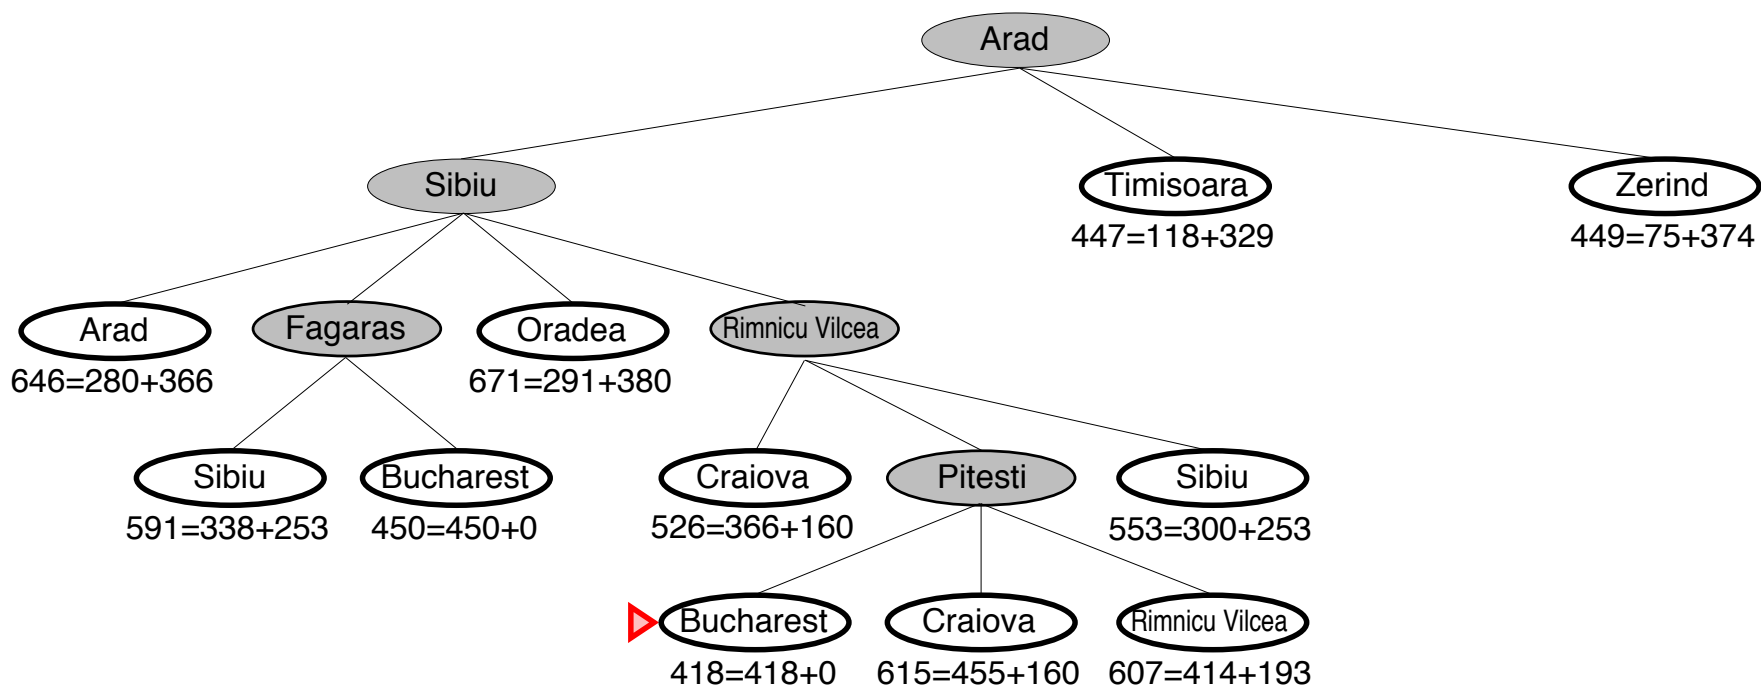 Arad
Sibiu
Timisoara
Zerind
447=118+329
449=75+374
Arad
Fagaras
Oradea
Rimnicu Vilcea
646=280+366
671=291+380
Sibiu
Bucharest
Craiova
Pitesti
Sibiu
591=338+253
450=450+0
526=366+160
553=300+253
Bucharest
Craiova
Rimnicu Vilcea
418=418+0
615=455+160
607=414+193